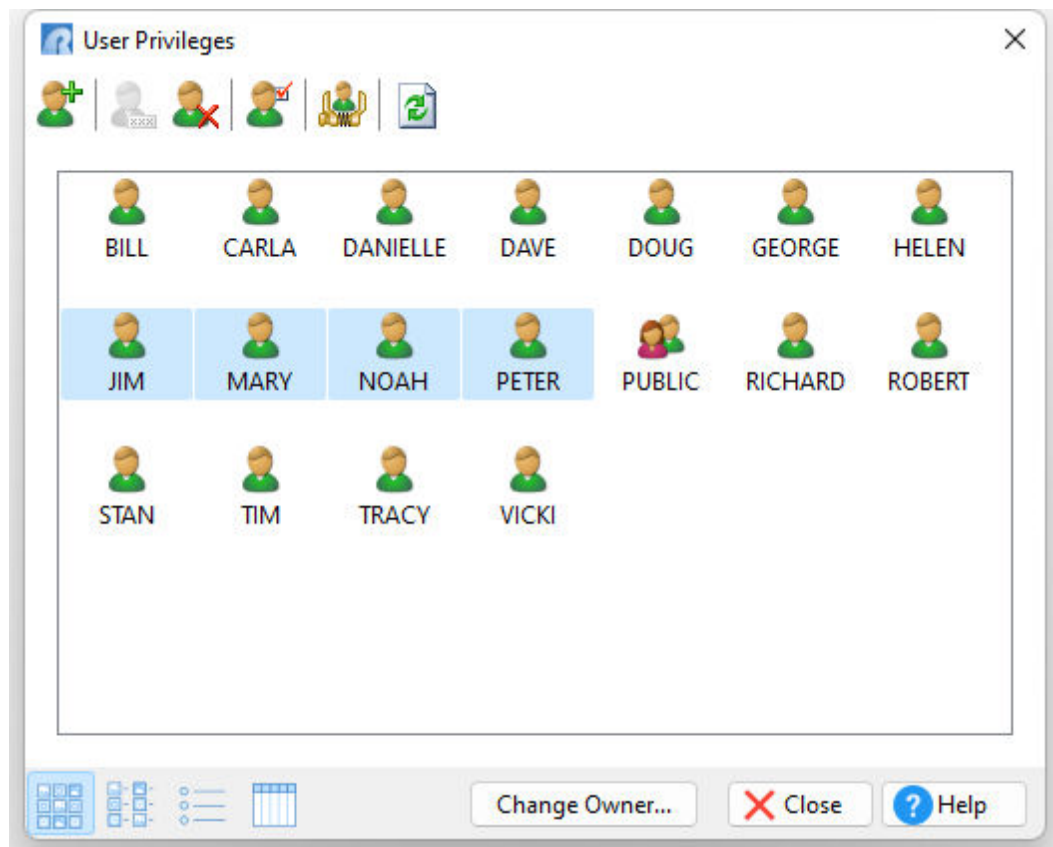 User Privileges
BILL CARLA DANIELLE DAVE DOUG GEORGE HELEN
JIM MARY NOAH PETER PUBLIC RICHARD ROBERT
STAN TIM TRACY VICKI
Change Owner... Close ? Help